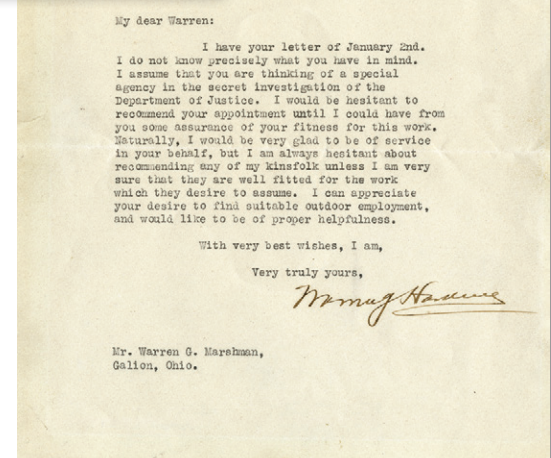 My dear Warren:
I have your letter of January 2nd.
I do not know precisely what you have in mind.
I assume that you are thinking of a special
agency in the secret investigation of the
Department of Justice. I would be hesitant to
recommend your appointment until I could have from
you some assurance of your fitness for this work.
Naturally, I would be very glad to be of service
in your behalf, but I am always hesitant about
recommending any of my kinsfolk unless I am very
sure that they are well fitted for the work
which they desire to assume. I can appreciate
your desire to find suitable outdoor employment,
and would like to be of proper helpfulness.
With very best wishes, I am,
Very truly yours,
Warren G Harding
Mr. Warren G. Marshman,
Galion, Ohio.